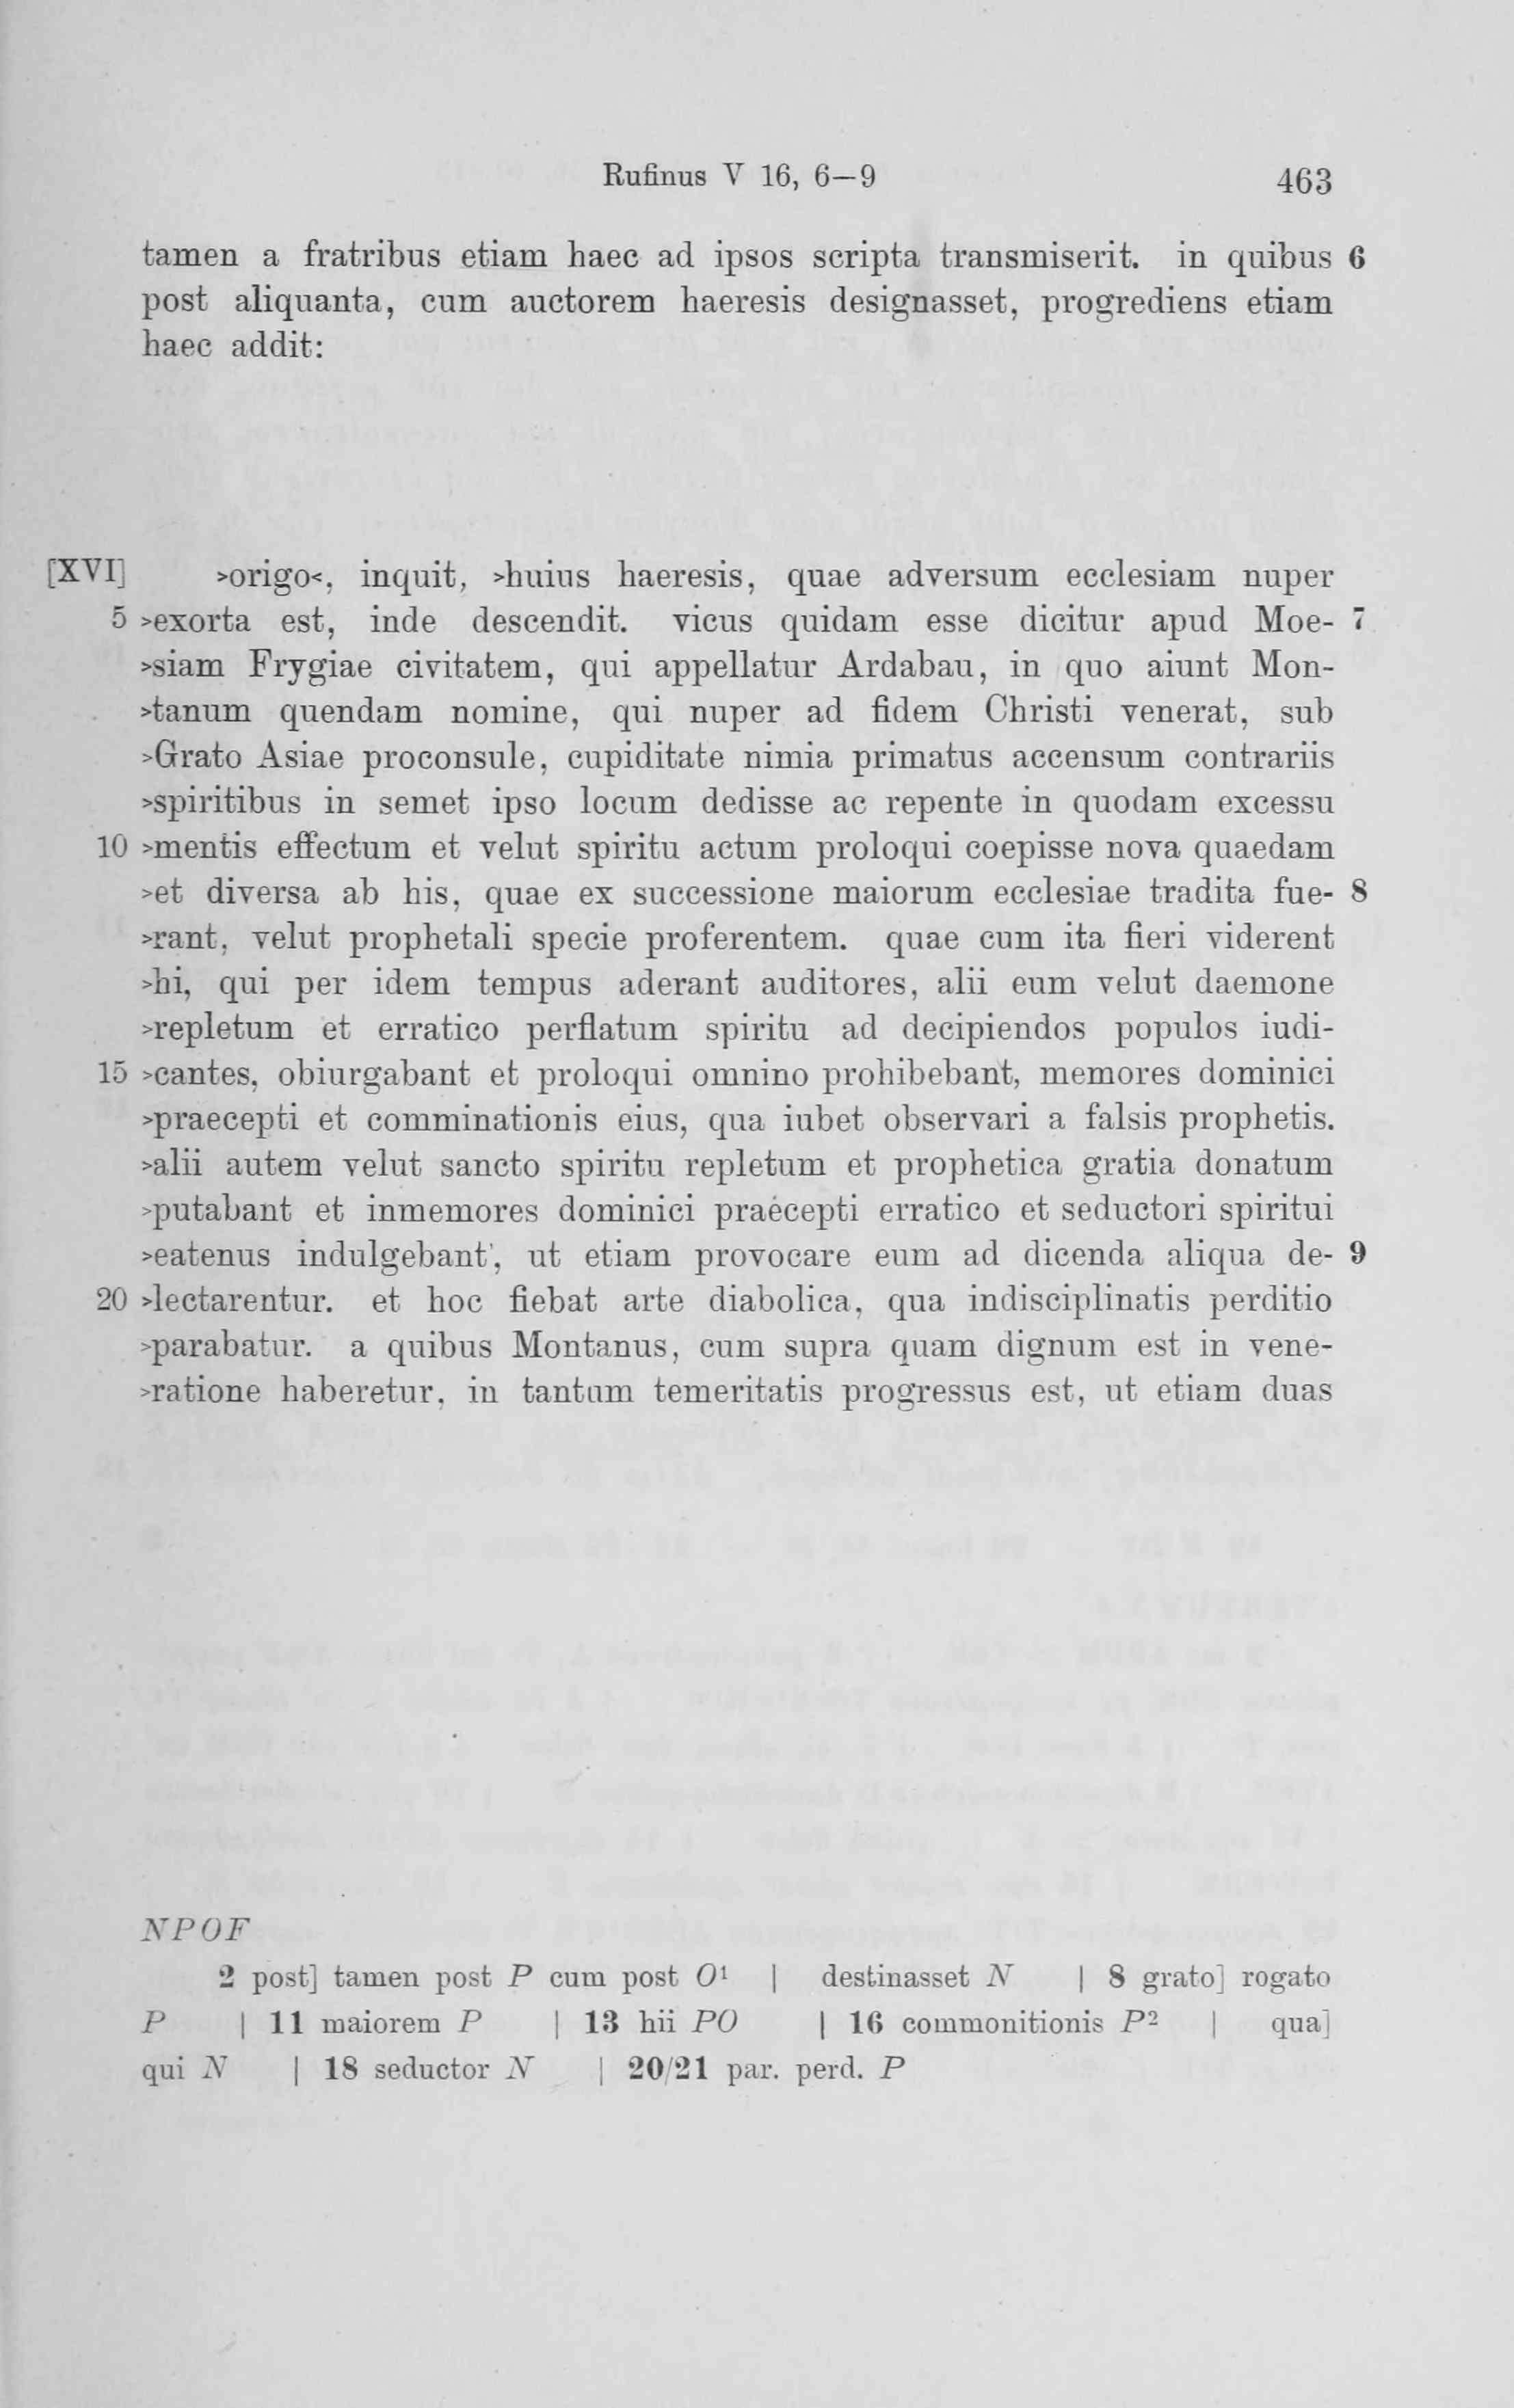 Rufinus V 16, 6—9 463
tamen a fratribus etiam haec ad ipsos scripta transmiserit. in quibus 6
post aliquanta, cum auctorem haeresis designasset, progrediens etiam
haec addit:
[XVI] >origo<, inquit, >huius haeresis, quae adversum ecclesiam nuper
5 >exorta est, inde descendit. vicus quidam esse dicitur apud Moe- 7
>siam Frygiae civitatem, qui appellatur Ardabau, in quo aiunt Mon-
>tanum quendam nomine, qui nuper ad fidem Christi venerat, sub
>Grato Asiae proconsule, cupiditate nimia primatus accensum contrariis
>spiritibus in semet ipso locum dedisse ac repente in quodam excessu
10 >mentis effectum et velut spiritu actum proloqui coepisse nova quaedam
>et diversa ab his, quae ex successione maiorum ecclesiae tradita fue- 8
>rant, velut prophetali specie proferentem. quae cum ita fieri viderent
>hi, qui per idem tempus aderant auditores, alii eum velut daemone
>repletum et erratico perflatum spiritu ad decipiendos populos iudi-
15 >cantes, obiurgabant et proloqui omnino prohibebant, memores dominici
>praecepti et comminationis eius, qua iubet observari a falsis prophetis.
>alii autem velut sancto spiritu repletum et prophetica gratia donatum
>putabant et inmemores dominici praecepti erratico et seductori spiritui
>eatenus indulgebant, ut etiam provocare eum ad dicenda aliqua de- 9
20 >lectarentur. et hoc fiebat arte diabolica, qua indisciplinatis perditio
>parabatur. a quibus Montanus, cum supra quam dignum est in vene-
>ratione haberetur, in tantum temeritatis progressus est, ut etiam duas
NPOF
2 post] tamen post P cum post O¹ | destinasset N | 8 grato] rogato
P | 11 maiorem P | 13 hii PO | 16 commonitionis P² | qua]
qui N | 18 seductor N | 20/21 par. perd. P